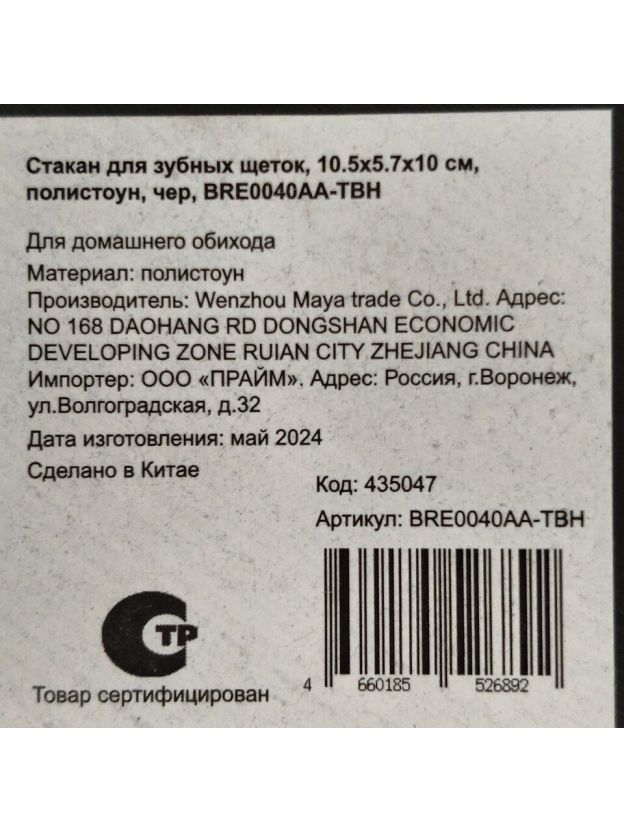 Стакан для зубных щеток, 10.5x5.7x10 см,
полистоун, чер, BRE0040AA-TBH
Для домашнего обихода
Материал: полистоун
Производитель: Wenzhou Maya trade Co., Ltd. Адрес:
NO 168 DAOHANG RD DONGSHAN ECONOMIC
DEVELOPING ZONE RUIAN CITY ZHEJIANG CHINA
Импортер: ООО «ПРАЙМ». Адрес: Россия, г.Воронеж,
ул.Волгоградская, д.32
Дата изготовления: май 2024
Сделано в Китае
Код: 435047
Артикул: BRE0040AA-TBH
СТР
Товар сертифицирован
4 660185 526892